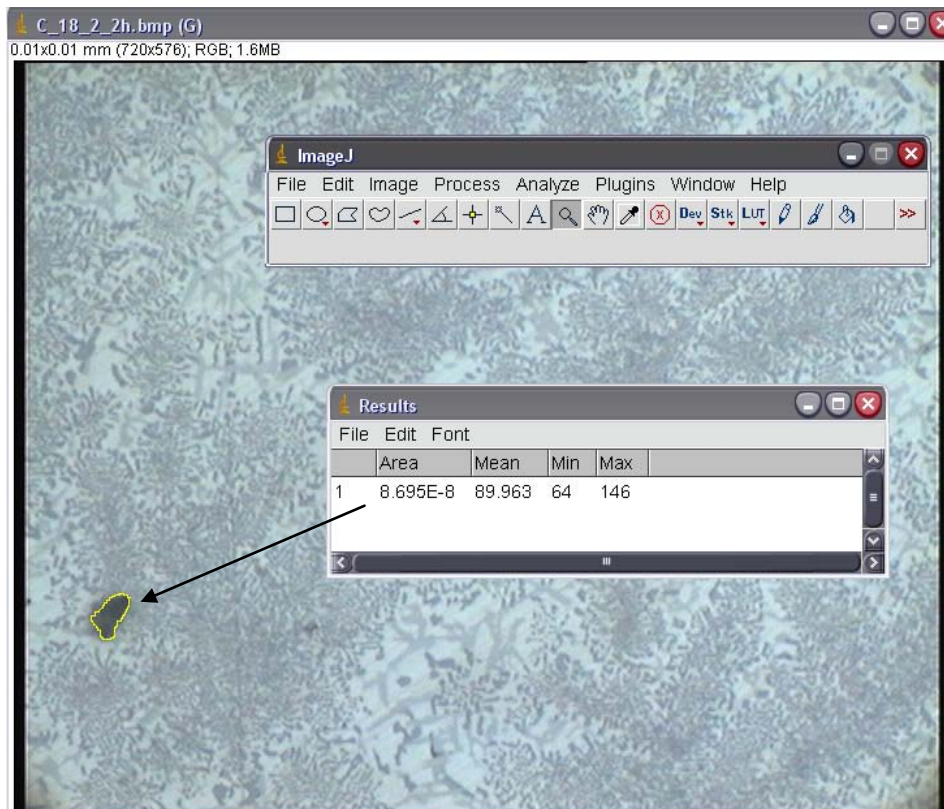 C_18_2_2h.bmp (G)
0.01x0.01 mm (720x576); RGB; 1.6MB
ImageJ
File Edit Image Process Analyze Plugins Window Help
A Dev Stk LUT >>
Results
File Edit Font
Area Mean Min Max
1 8.695E-8 89.963 64 146